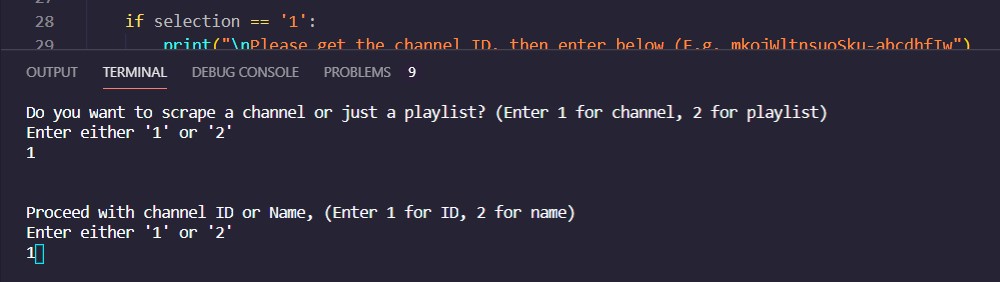 28 if selection == '1':
29 print("\nPlease get the channel ID, then enter below (E.g. mkojWltnsuoSku-abcdhfIw")
OUTPUT TERMINAL DEBUG CONSOLE PROBLEMS 9
Do you want to scrape a channel or just a playlist? (Enter 1 for channel, 2 for playlist)
Enter either '1' or '2'
1
Proceed with channel ID or Name, (Enter 1 for ID, 2 for name)
Enter either '1' or '2'
1